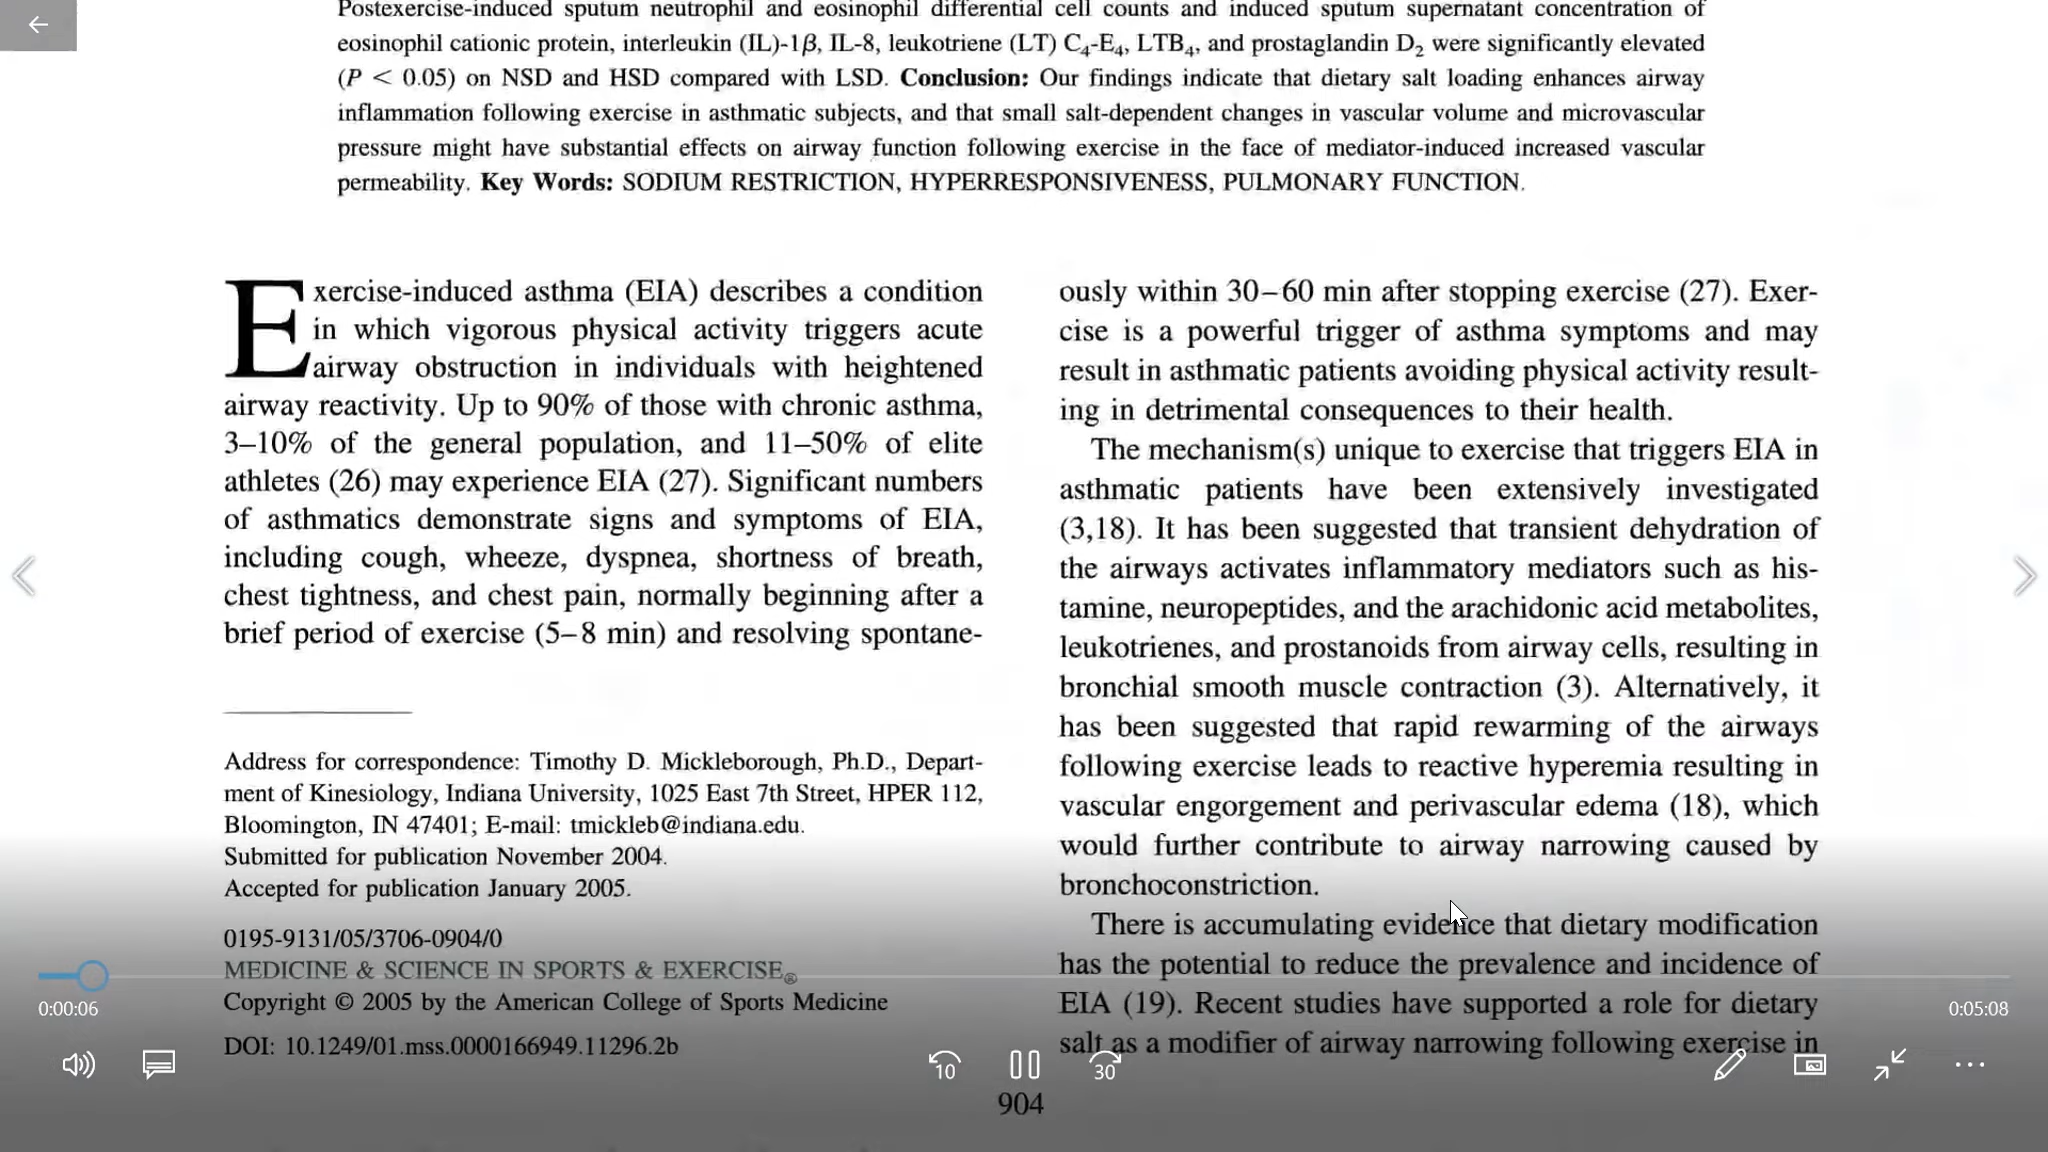 Postexercise-induced sputum neutrophil and eosinophil differential cell counts and induced sputum supernatant concentration of
eosinophil cationic protein, interleukin (IL)-1β, IL-8, leukotriene (LT) C₄-E₄, LTB₄, and prostaglandin D₂ were significantly elevated
(P < 0.05) on NSD and HSD compared with LSD. Conclusion: Our findings indicate that dietary salt loading enhances airway
inflammation following exercise in asthmatic subjects, and that small salt-dependent changes in vascular volume and microvascular
pressure might have substantial effects on airway function following exercise in the face of mediator-induced increased vascular
permeability. Key Words: SODIUM RESTRICTION, HYPERRESPONSIVENESS, PULMONARY FUNCTION.
Exercise-induced asthma (EIA) describes a condition
in which vigorous physical activity triggers acute
airway obstruction in individuals with heightened
airway reactivity. Up to 90% of those with chronic asthma,
3–10% of the general population, and 11–50% of elite
athletes (26) may experience EIA (27). Significant numbers
of asthmatics demonstrate signs and symptoms of EIA,
including cough, wheeze, dyspnea, shortness of breath,
chest tightness, and chest pain, normally beginning after a
brief period of exercise (5–8 min) and resolving spontane-
Address for correspondence: Timothy D. Mickleborough, Ph.D., Depart-
ment of Kinesiology, Indiana University, 1025 East 7th Street, HPER 112,
Bloomington, IN 47401; E-mail: tmickleb@indiana.edu.
Submitted for publication November 2004.
Accepted for publication January 2005.
0195-9131/05/3706-0904/0
MEDICINE & SCIENCE IN SPORTS & EXERCISE®
Copyright © 2005 by the American College of Sports Medicine
DOI: 10.1249/01.mss.0000166949.11296.2b
ously within 30–60 min after stopping exercise (27). Exer-
cise is a powerful trigger of asthma symptoms and may
result in asthmatic patients avoiding physical activity result-
ing in detrimental consequences to their health.
The mechanism(s) unique to exercise that triggers EIA in
asthmatic patients have been extensively investigated
(3,18). It has been suggested that transient dehydration of
the airways activates inflammatory mediators such as his-
tamine, neuropeptides, and the arachidonic acid metabolites,
leukotrienes, and prostanoids from airway cells, resulting in
bronchial smooth muscle contraction (3). Alternatively, it
has been suggested that rapid rewarming of the airways
following exercise leads to reactive hyperemia resulting in
vascular engorgement and perivascular edema (18), which
would further contribute to airway narrowing caused by
bronchoconstriction.
There is accumulating evidence that dietary modification
has the potential to reduce the prevalence and incidence of
EIA (19). Recent studies have supported a role for dietary
salt as a modifier of airway narrowing following exercise in
0:00:06
0:05:08
10
30
904